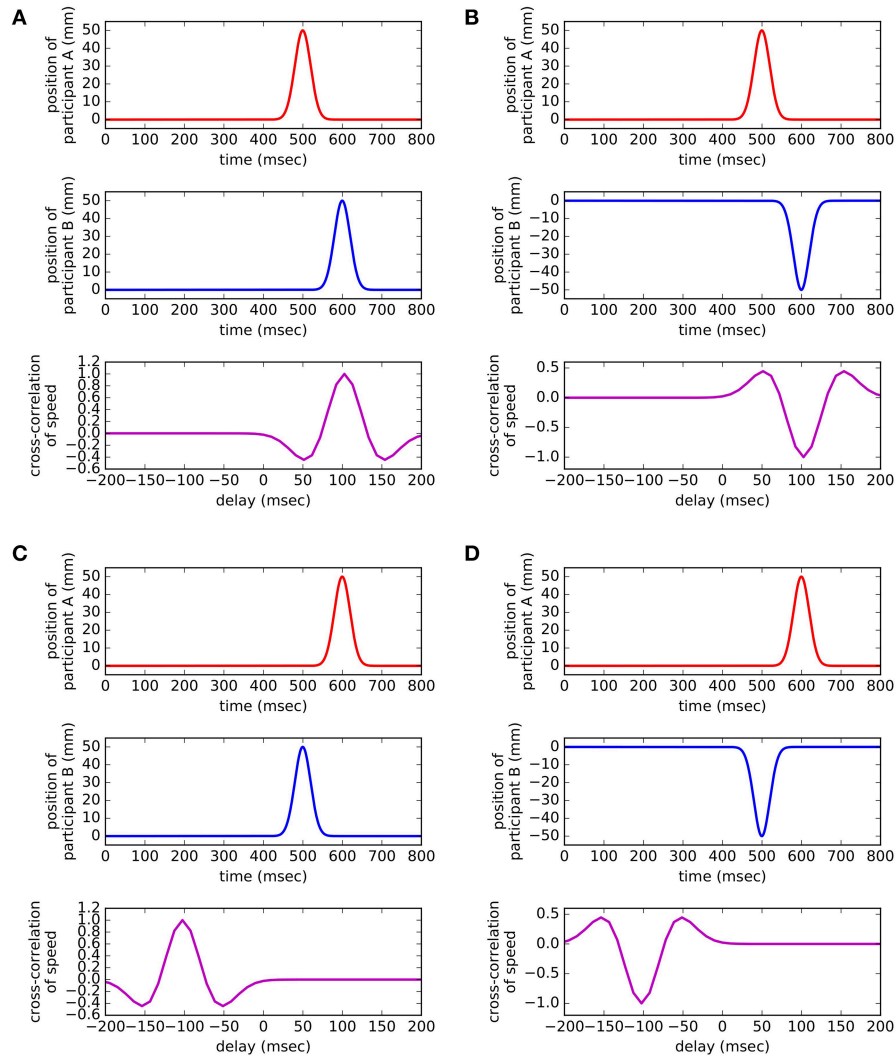 A
position of
participant A (mm)
50
40
30
20
10
0
0 100 200 300 400 500 600 700 800
time (msec)
position of
participant B (mm)
50
40
30
20
10
0
0 100 200 300 400 500 600 700 800
time (msec)
cross-correlation
of speed
1.2
1.0
0.8
0.6
0.4
0.2
0.0
−0.2
−0.4
−0.6
−200 −150 −100 −50 0 50 100 150 200
delay (msec)
B
position of
participant A (mm)
50
40
30
20
10
0
0 100 200 300 400 500 600 700 800
time (msec)
position of
participant B (mm)
0
−10
−20
−30
−40
−50
0 100 200 300 400 500 600 700 800
time (msec)
cross-correlation
of speed
0.5
0.0
−0.5
−1.0
−200 −150 −100 −50 0 50 100 150 200
delay (msec)
C
position of
participant A (mm)
50
40
30
20
10
0
0 100 200 300 400 500 600 700 800
time (msec)
position of
participant B (mm)
50
40
30
20
10
0
0 100 200 300 400 500 600 700 800
time (msec)
cross-correlation
of speed
1.2
1.0
0.8
0.6
0.4
0.2
0.0
−0.2
−0.4
−0.6
−200 −150 −100 −50 0 50 100 150 200
delay (msec)
D
position of
participant A (mm)
50
40
30
20
10
0
0 100 200 300 400 500 600 700 800
time (msec)
position of
participant B (mm)
0
−10
−20
−30
−40
−50
0 100 200 300 400 500 600 700 800
time (msec)
cross-correlation
of speed
0.5
0.0
−0.5
−1.0
−200 −150 −100 −50 0 50 100 150 200
delay (msec)